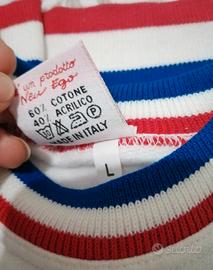 un prodotto
New Ego
60% COTONE
40% ACRILICO
MADE IN ITALY
L
subito